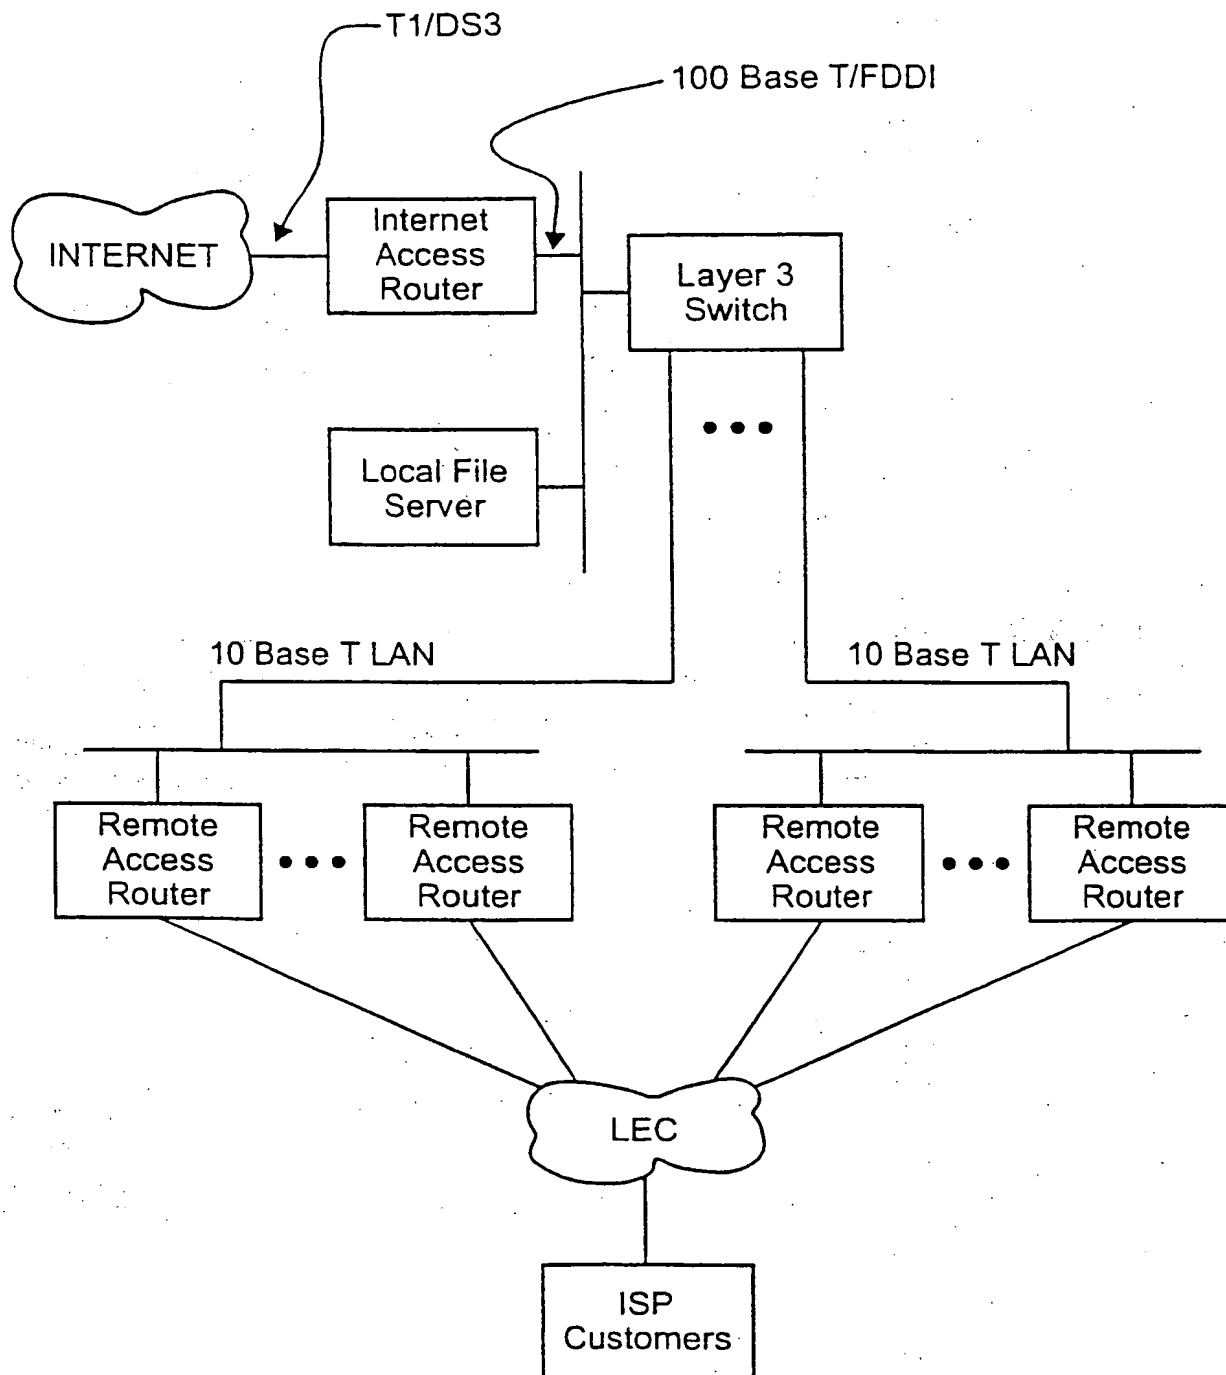 T1/DS3
100 Base T/FDDI
INTERNET
Internet
Access
Router
Layer 3
Switch
Local File
Server
10 Base T LAN
10 Base T LAN
Remote
Access
Router
Remote
Access
Router
Remote
Access
Router
Remote
Access
Router
LEC
ISP
Customers